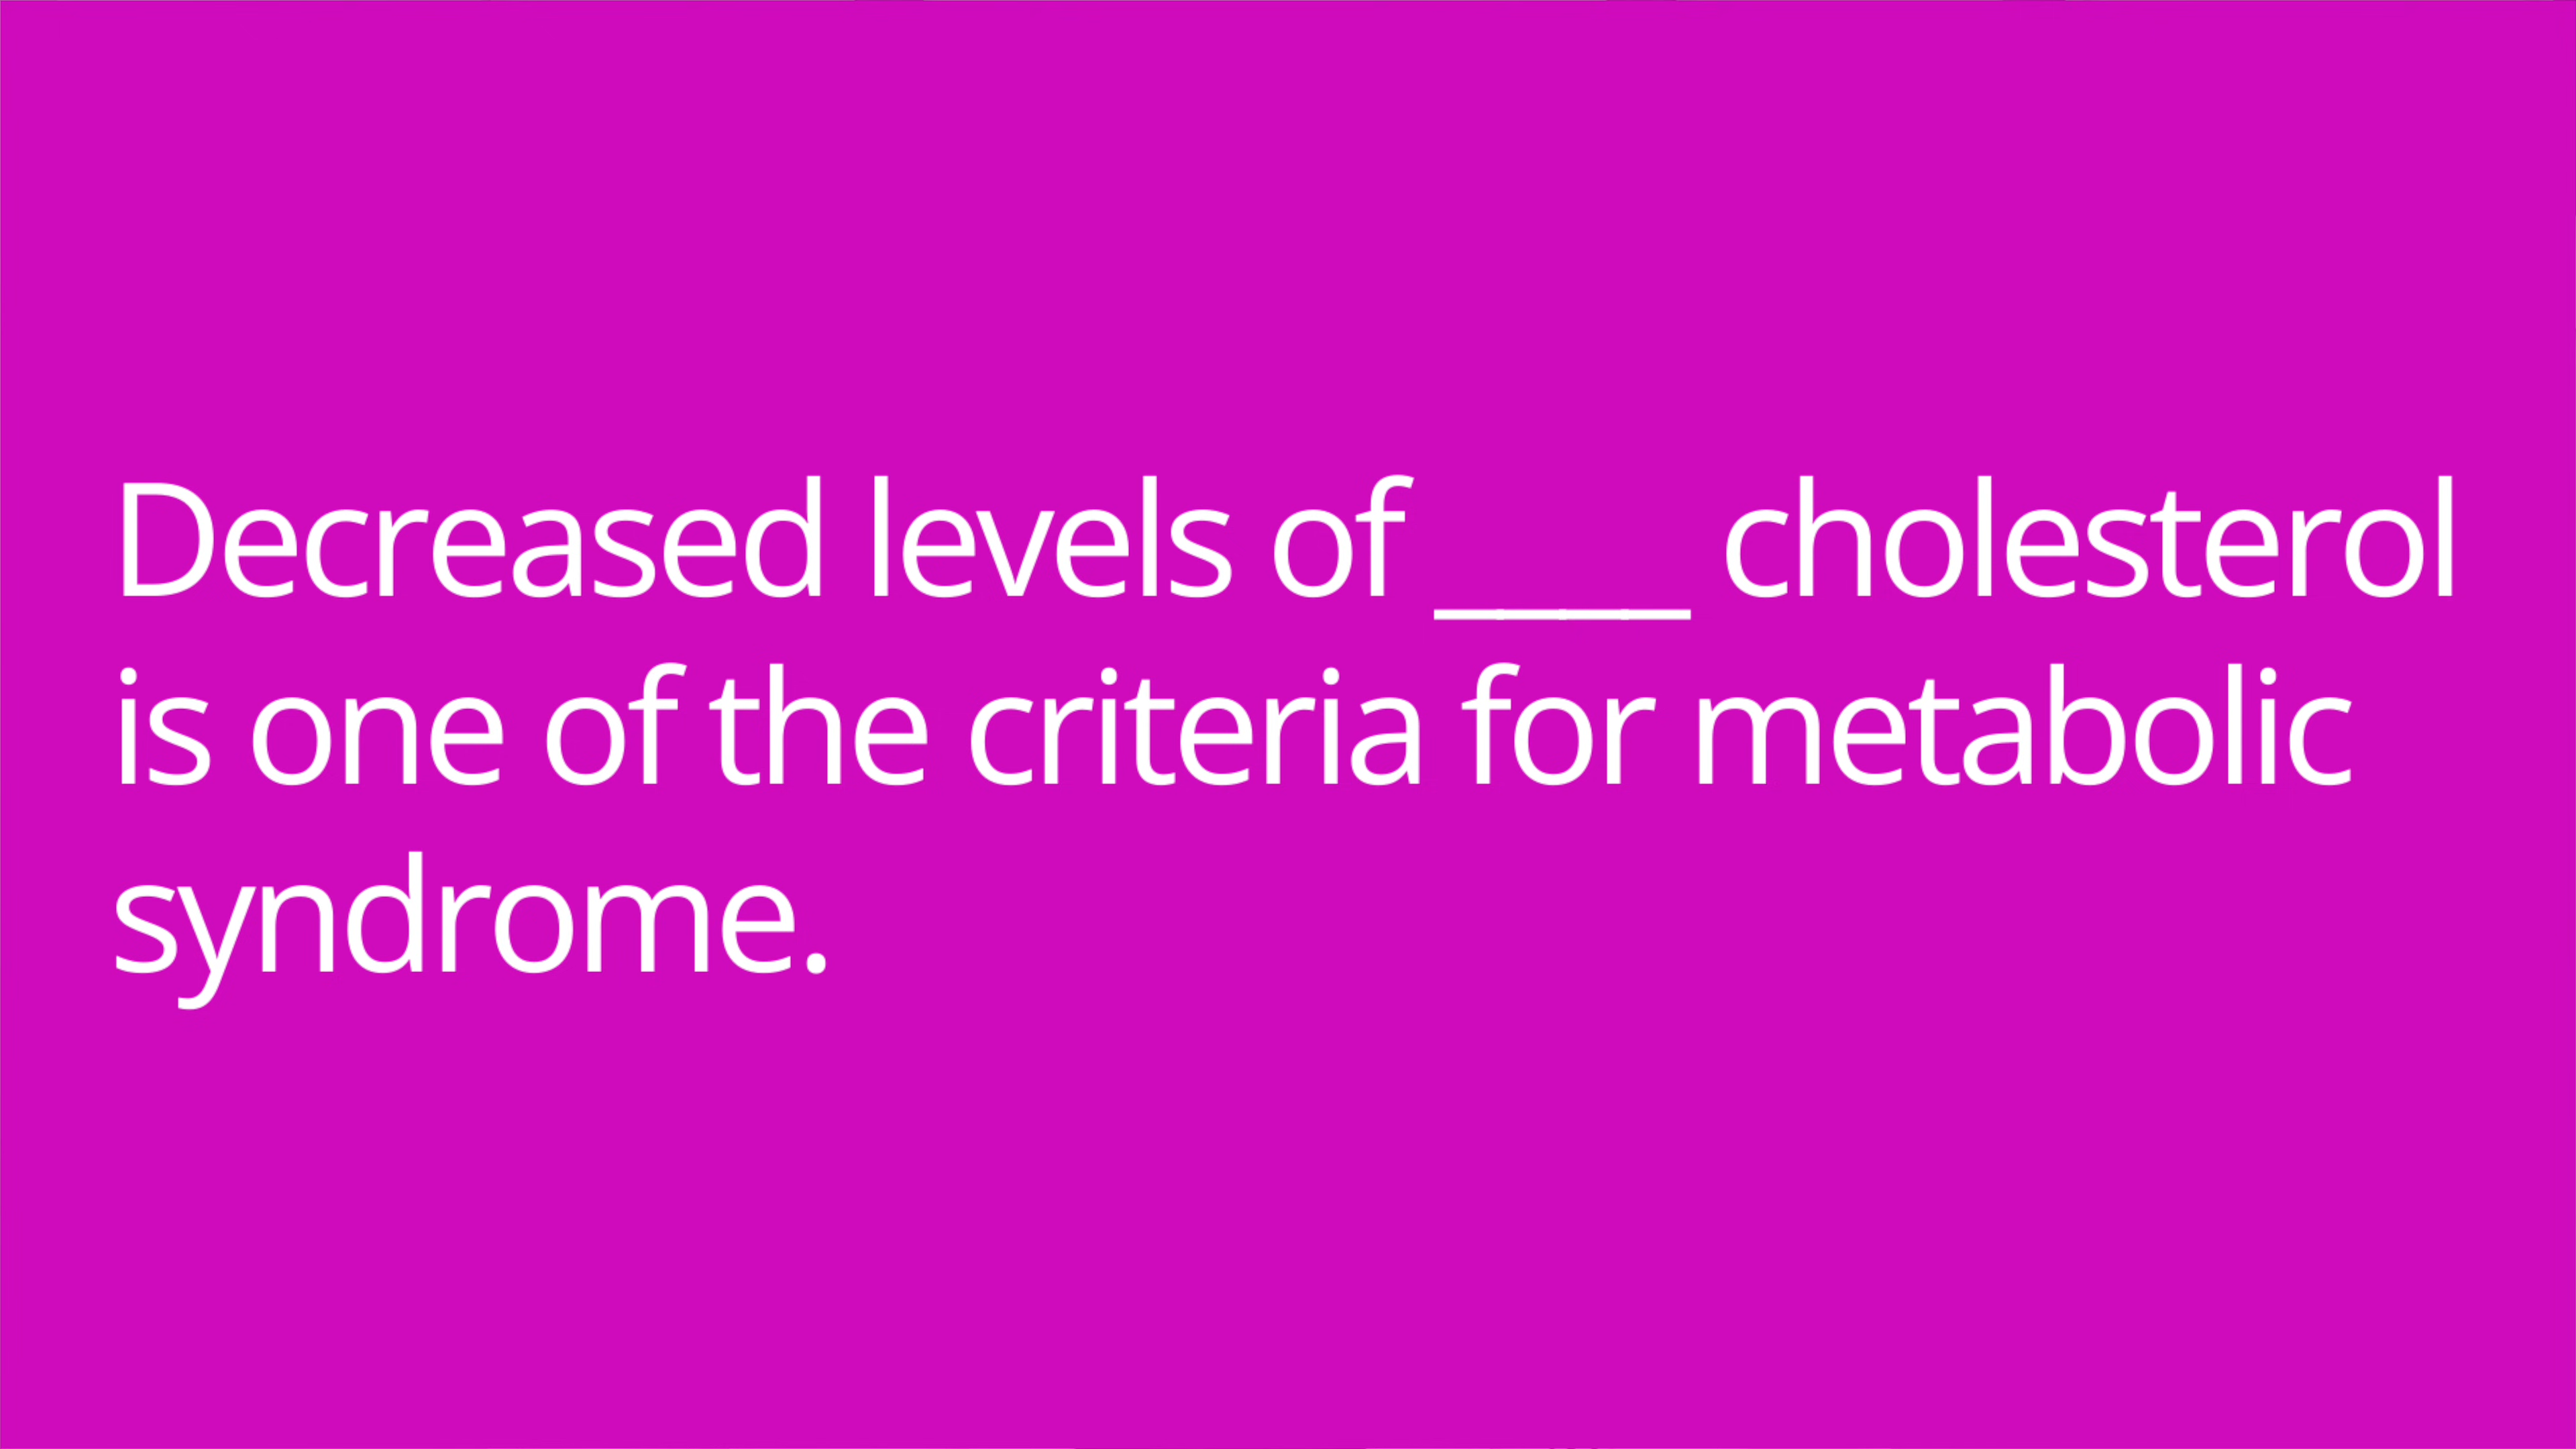 Decreased levels of ____ cholesterol
is one of the criteria for metabolic
syndrome.